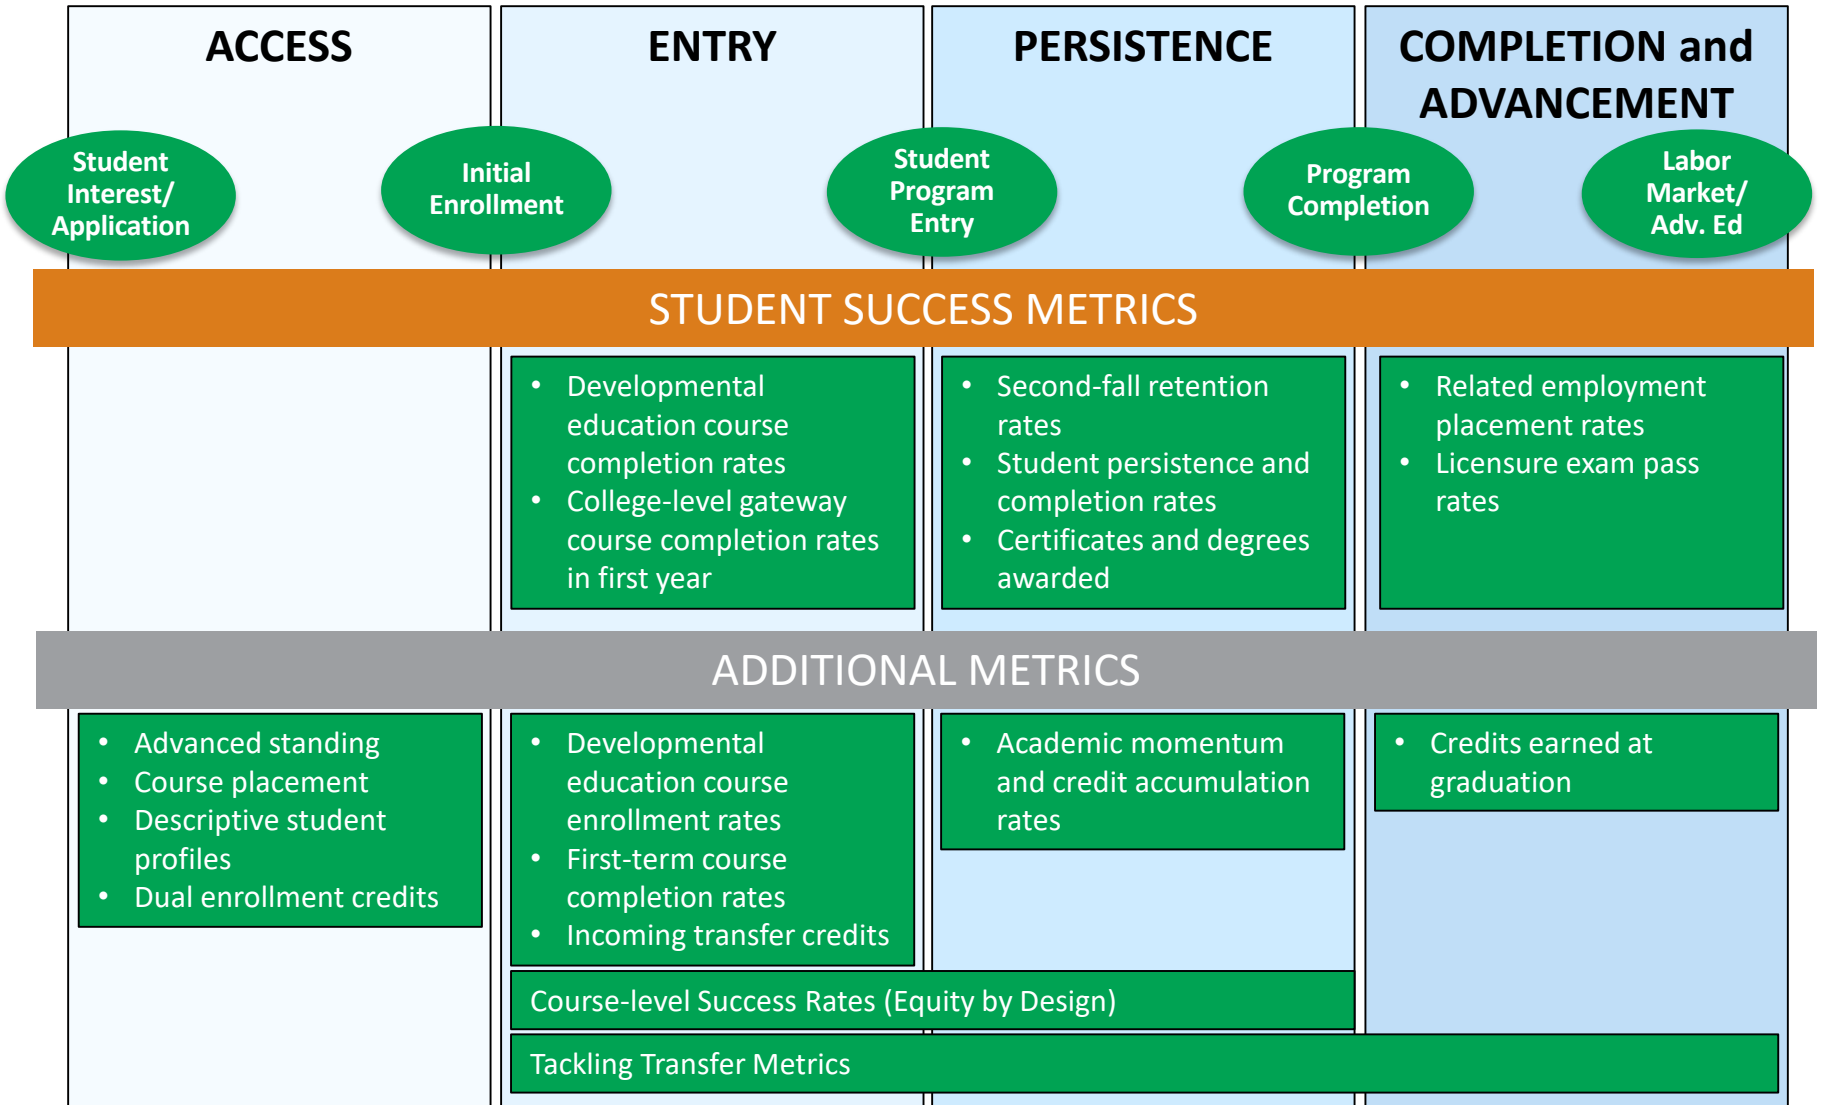 ACCESS
ENTRY
PERSISTENCE
COMPLETION and
ADVANCEMENT
Student
Interest/
Application
Initial
Enrollment
Student
Program
Entry
Program
Completion
Labor
Market/
Adv. Ed
STUDENT SUCCESS METRICS
• Developmental
education course
completion rates
• College-level gateway
course completion rates
in first year
• Second-fall retention
rates
• Student persistence and
completion rates
• Certificates and degrees
awarded
• Related employment
placement rates
• Licensure exam pass
rates
ADDITIONAL METRICS
• Advanced standing
• Course placement
• Descriptive student
profiles
• Dual enrollment credits
• Developmental
education course
enrollment rates
• First-term course
completion rates
• Incoming transfer credits
• Academic momentum
and credit accumulation
rates
• Credits earned at
graduation
Course-level Success Rates (Equity by Design)
Tackling Transfer Metrics